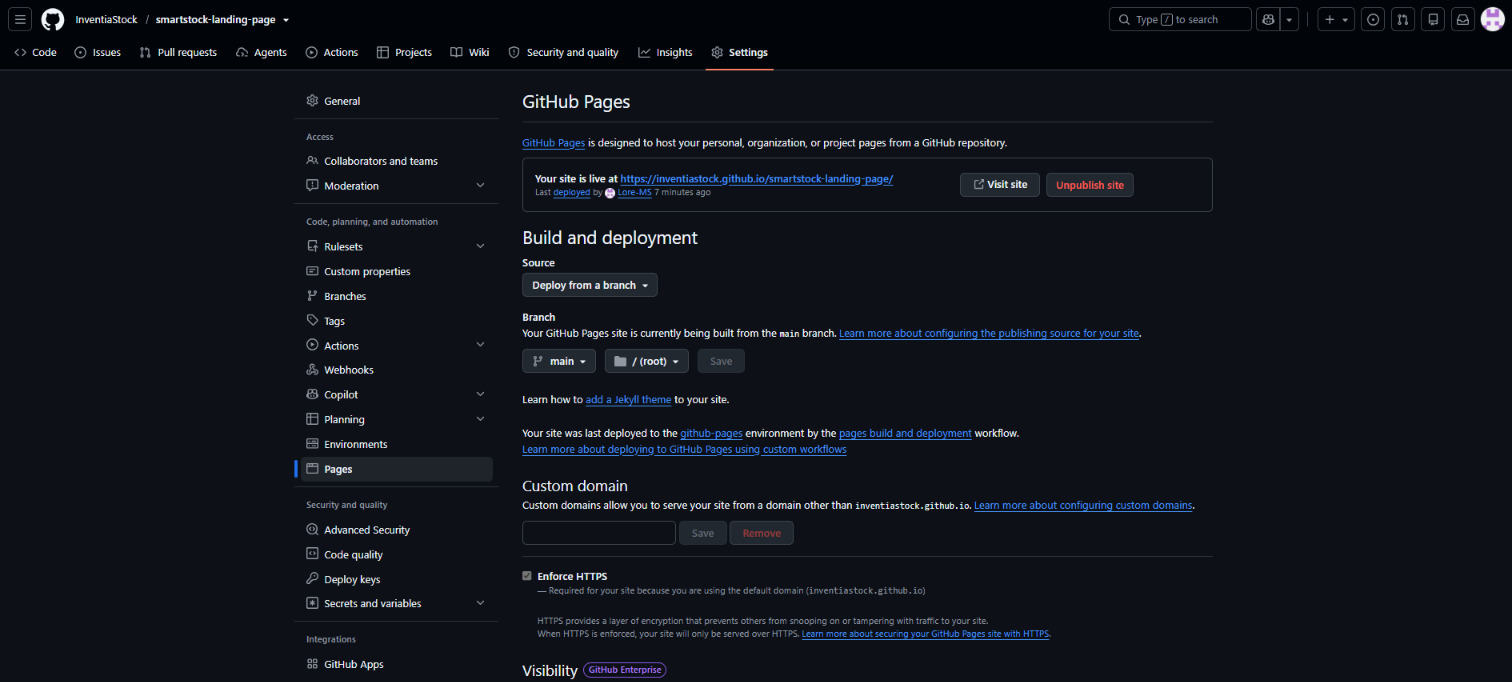 InventiaStock / smartstock-landing-page
Type / to search
Code Issues Pull requests Agents Actions Projects Wiki Security and quality Insights Settings
General
Access
Collaborators and teams
Moderation
Code, planning, and automation
Rulesets
Custom properties
Branches
Tags
Actions
Webhooks
Copilot
Planning
Environments
Pages
Security and quality
Advanced Security
Code quality
Deploy keys
Secrets and variables
Integrations
GitHub Apps
GitHub Pages
GitHub Pages is designed to host your personal, organization, or project pages from a GitHub repository.
Your site is live at https://inventiastock.github.io/smartstock-landing-page/
Last deployed by Lore-MS 7 minutes ago
Visit site
Unpublish site
Build and deployment
Source
Deploy from a branch
Branch
Your GitHub Pages site is currently being built from the main branch. Learn more about configuring the publishing source for your site.
main / (root) Save
Learn how to add a Jekyll theme to your site.
Your site was last deployed to the github-pages environment by the pages build and deployment workflow.
Learn more about deploying to GitHub Pages using custom workflows
Custom domain
Custom domains allow you to serve your site from a domain other than inventiastock.github.io. Learn more about configuring custom domains.
Save Remove
Enforce HTTPS
— Required for your site because you are using the default domain (inventiastock.github.io)
HTTPS provides a layer of encryption that prevents others from snooping on or tampering with traffic to your site.
When HTTPS is enforced, your site will only be served over HTTPS. Learn more about securing your GitHub Pages site with HTTPS.
Visibility GitHub Enterprise